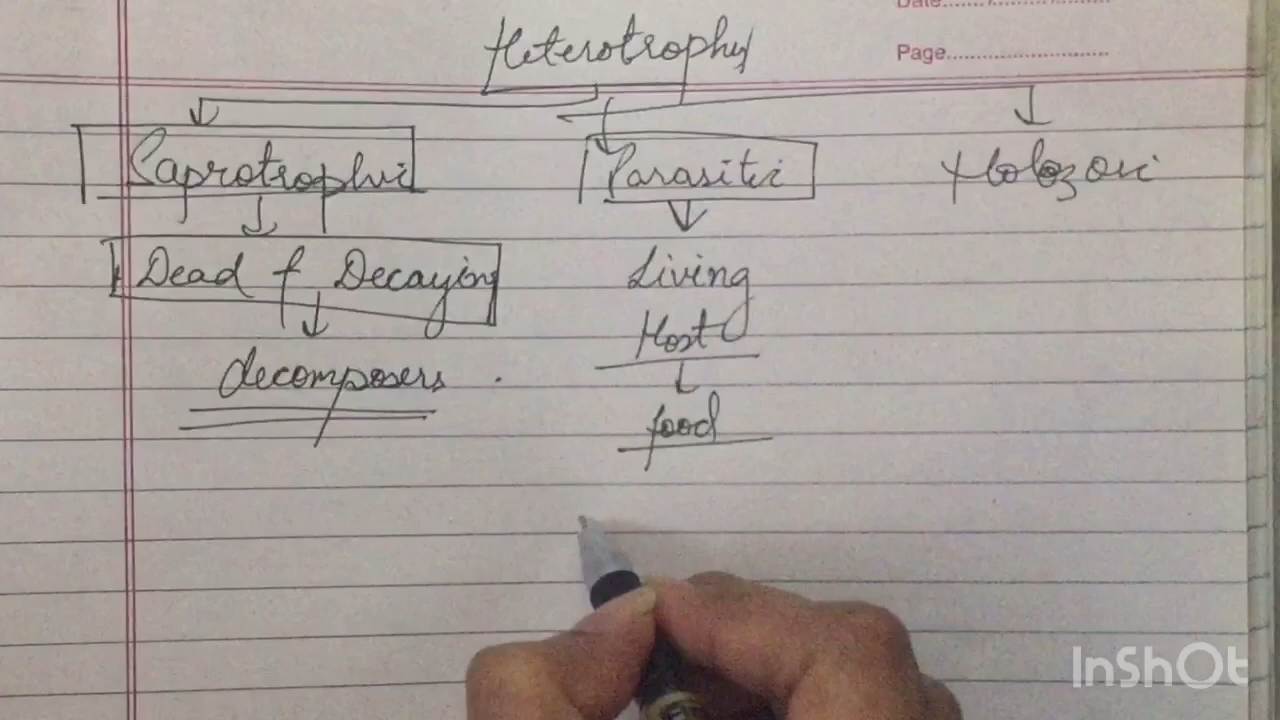 Date
Heterotrophy
Page
Saprotrophic
Parasitic
Holozoic
Dead & Decaying
Living
Host
decomposers
food
InShOt